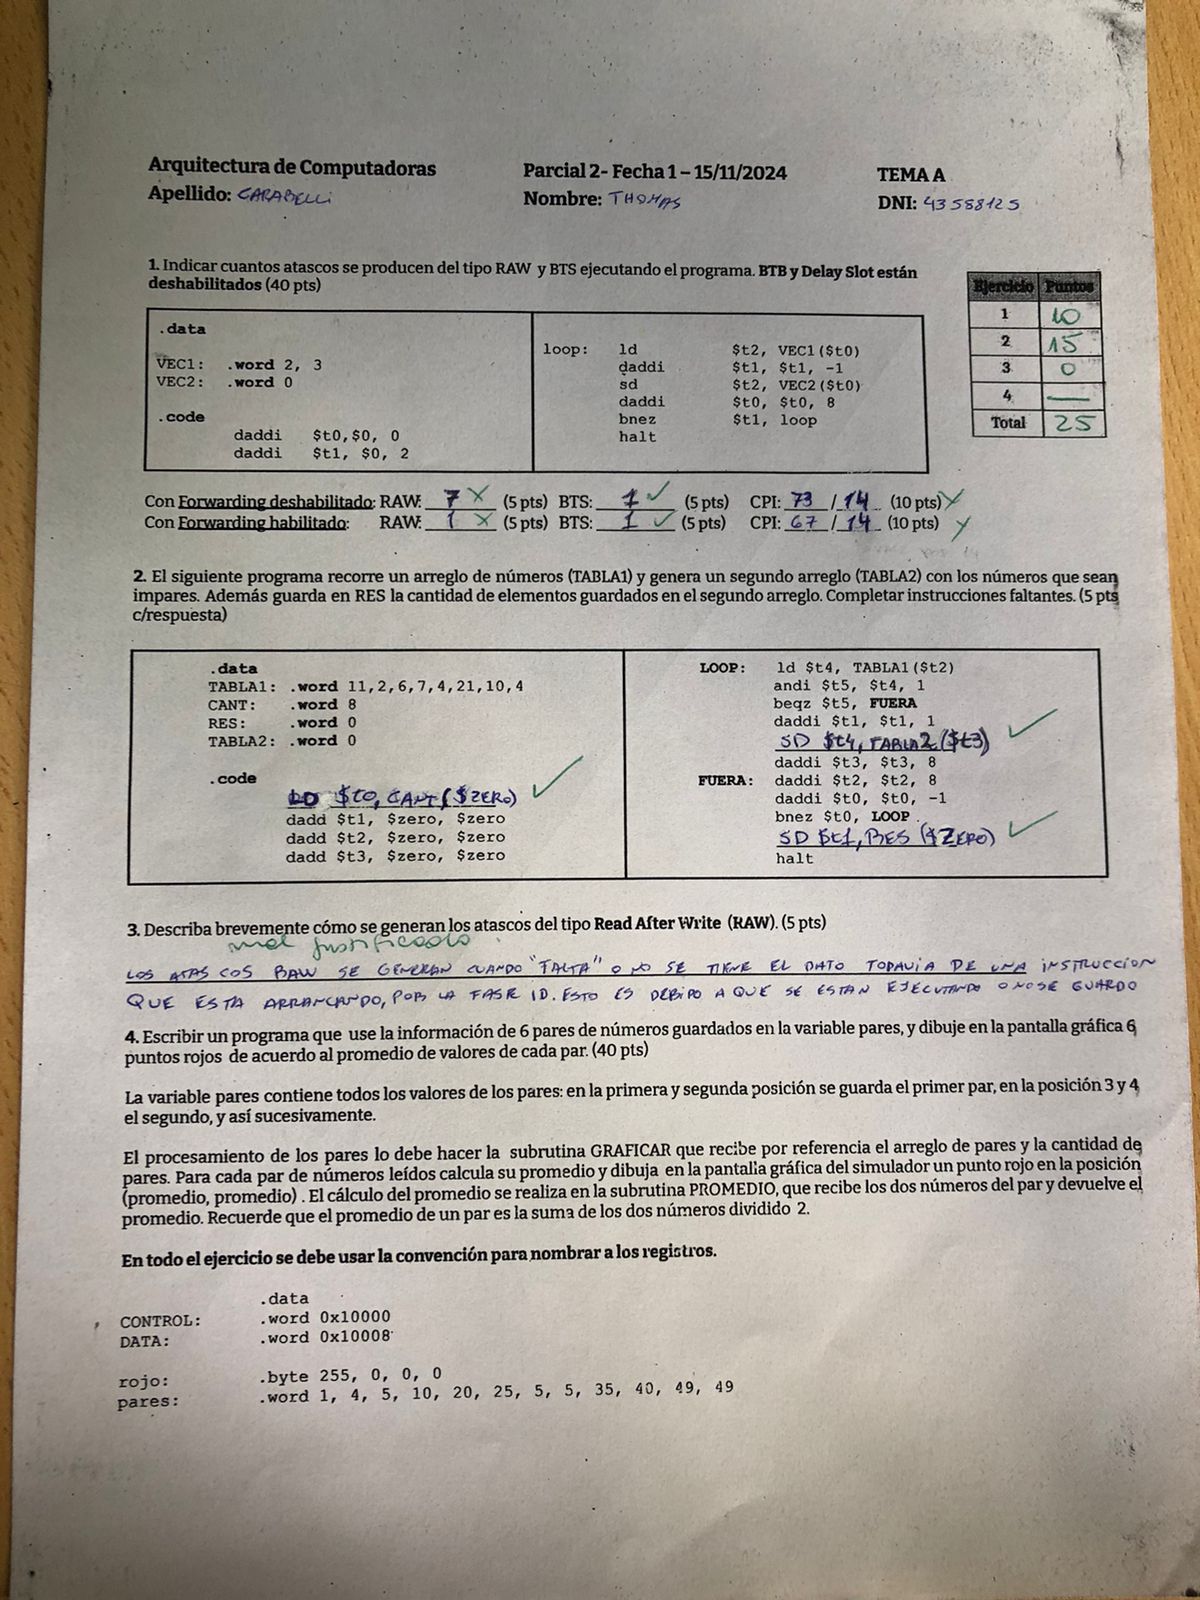 Arquitectura de Computadoras Parcial 2- Fecha 1 – 15/11/2024 TEMA A
Apellido: CARABELLI Nombre: THOMAS DNI: 43588125
1. Indicar cuantos atascos se producen del tipo RAW y BTS ejecutando el programa. BTB y Delay Slot están
deshabilitados (40 pts)
Ejercicio Puntos
1 10
2 15
3 0
4 —
Total 25
.data
VEC1: .word 2, 3
VEC2: .word 0
.code
daddi $t0,$0, 0
daddi $t1, $0, 2
loop: ld $t2, VEC1($t0)
daddi $t1, $t1, -1
sd $t2, VEC2($t0)
daddi $t0, $t0, 8
bnez $t1, loop
halt
Con Forwarding deshabilitado: RAW: 7 X (5 pts) BTS: 1 ✓ (5 pts) CPI: 73 / 14 (10 pts) X
Con Forwarding habilitado: RAW: 1 X (5 pts) BTS: 1 ✓ (5 pts) CPI: 67 / 14 (10 pts) X
2. El siguiente programa recorre un arreglo de números (TABLA1) y genera un segundo arreglo (TABLA2) con los números que sean
impares. Además guarda en RES la cantidad de elementos guardados en el segundo arreglo. Completar instrucciones faltantes. (5 pts
c/respuesta)
.data
TABLA1: .word 11,2,6,7,4,21,10,4
CANT: .word 8
RES: .word 0
TABLA2: .word 0
.code
LD $t0, CANT($ZERO) ✓
dadd $t1, $zero, $zero
dadd $t2, $zero, $zero
dadd $t3, $zero, $zero
LOOP: ld $t4, TABLA1($t2)
andi $t5, $t4, 1
beqz $t5, FUERA
daddi $t1, $t1, 1
SD $t4, TABLA2($t3) ✓
daddi $t3, $t3, 8
FUERA: daddi $t2, $t2, 8
daddi $t0, $t0, -1
bnez $t0, LOOP
SD $t1, RES($ZERO) ✓
halt
3. Describa brevemente cómo se generan los atascos del tipo Read After Write (RAW). (5 pts)
mal justificado.
LOS ATASCOS RAW SE GENERAN CUANDO "FALTA" O NO SE TIENE EL DATO TODAVIA DE UNA INSTRUCCION
QUE ESTA ARRANCANDO, POR LA FASE ID. ESTO ES DEBIDO A QUE SE ESTAN EJECUTANDO O NO SE GUARDO
4. Escribir un programa que use la información de 6 pares de números guardados en la variable pares, y dibuje en la pantalla gráfica 6
puntos rojos de acuerdo al promedio de valores de cada par. (40 pts)
La variable pares contiene todos los valores de los pares: en la primera y segunda posición se guarda el primer par, en la posición 3 y 4
el segundo, y así sucesivamente.
El procesamiento de los pares lo debe hacer la subrutina GRAFICAR que recibe por referencia el arreglo de pares y la cantidad de
pares. Para cada par de números leídos calcula su promedio y dibuja en la pantalla gráfica del simulador un punto rojo en la posición
(promedio, promedio) . El cálculo del promedio se realiza en la subrutina PROMEDIO, que recibe los dos números del par y devuelve el
promedio. Recuerde que el promedio de un par es la suma de los dos números dividido 2.
En todo el ejercicio se debe usar la convención para nombrar a los registros.
.data
CONTROL: .word 0x10000
DATA: .word 0x10008
rojo: .byte 255, 0, 0, 0
pares: .word 1, 4, 5, 10, 20, 25, 5, 5, 35, 40, 49, 49